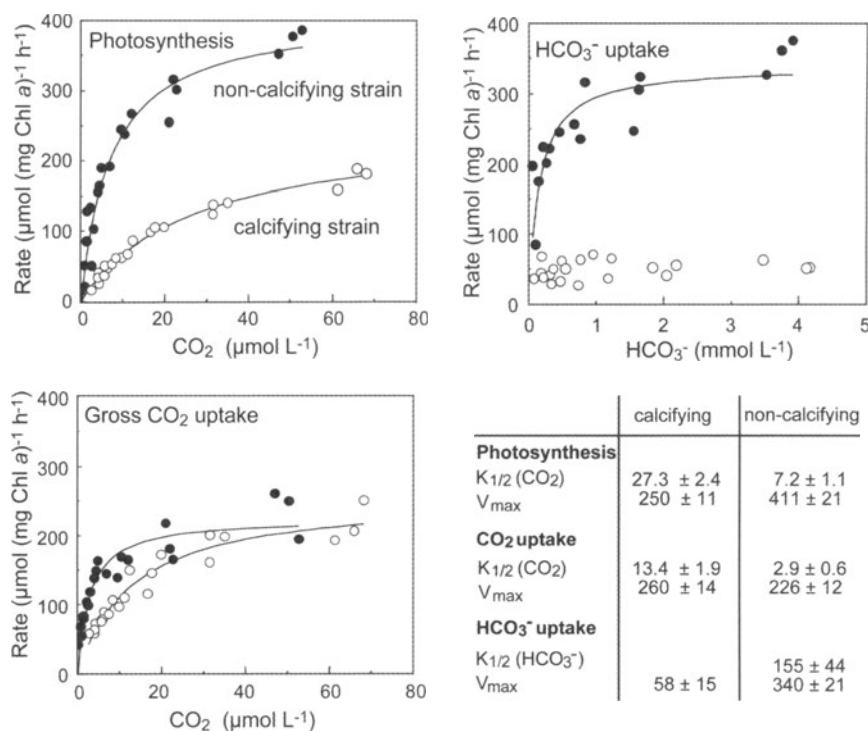 Photosynthesis
non-calcifying strain
calcifying strain
Rate (µmol (mg Chl a)-1 h-1)
400
300
200
100
0
0 20 40 60 80
CO2 (µmol L-1)
HCO3- uptake
Rate (µmol (mg Chl a)-1 h-1)
400
300
200
100
0
0 1 2 3 4 5
HCO3- (mmol L-1)
Gross CO2 uptake
Rate (µmol (mg Chl a)-1 h-1)
400
300
200
100
0
0 20 40 60 80
CO2 (µmol L-1)
calcifying non-calcifying
Photosynthesis
K1/2 (CO2) 27.3 ± 2.4 7.2 ± 1.1
Vmax 250 ± 11 411 ± 21
CO2 uptake
K1/2 (CO2) 13.4 ± 1.9 2.9 ± 0.6
Vmax 260 ± 14 226 ± 12
HCO3- uptake
K1/2 (HCO3-) 155 ± 44
Vmax 58 ± 15 340 ± 21